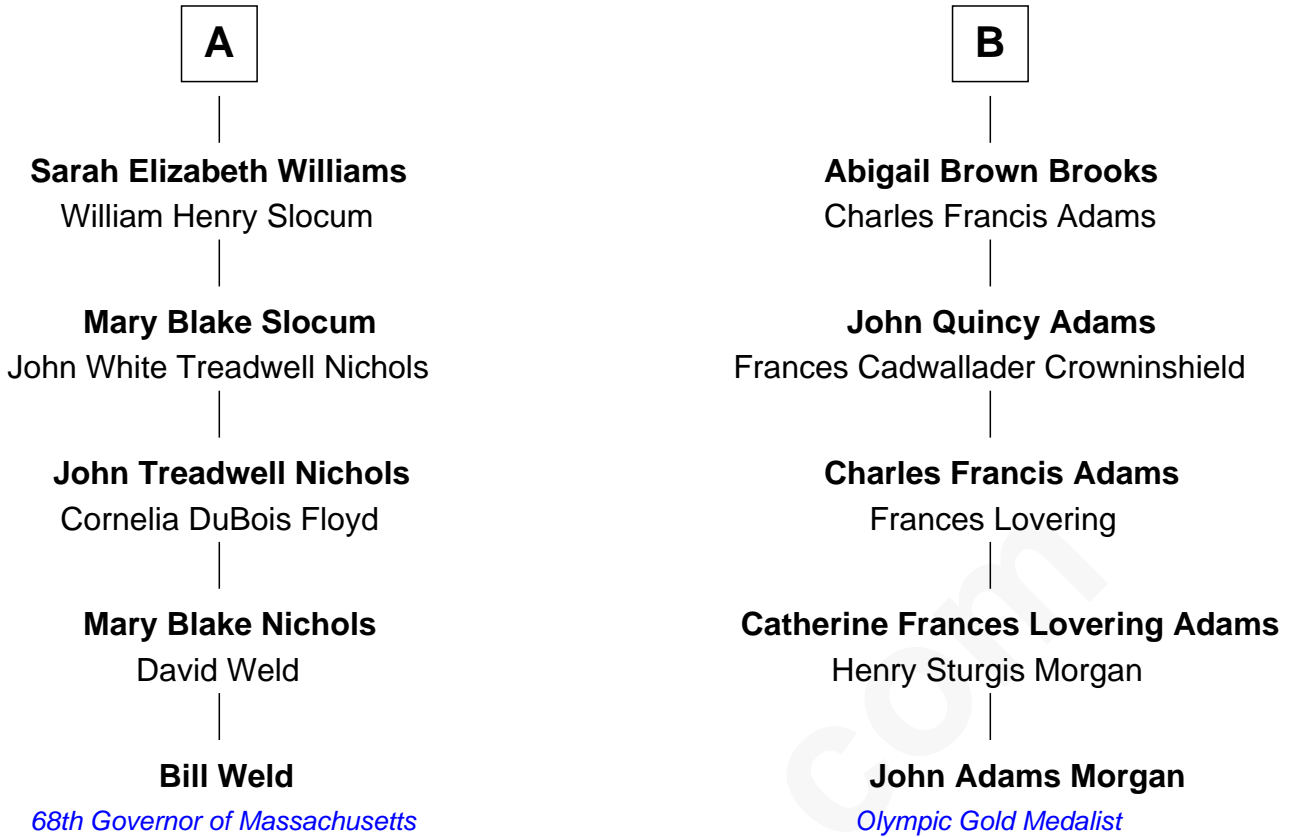 A
Sarah Elizabeth Williams
William Henry Slocum
Mary Blake Slocum
John White Treadwell Nichols
John Treadwell Nichols
Cornelia DuBois Floyd
Mary Blake Nichols
David Weld
Bill Weld
68th Governor of Massachusetts
B
Abigail Brown Brooks
Charles Francis Adams
John Quincy Adams
Frances Cadwallader Crowninshield
Charles Francis Adams
Frances Lovering
Catherine Frances Lovering Adams
Henry Sturgis Morgan
John Adams Morgan
Olympic Gold Medalist
com